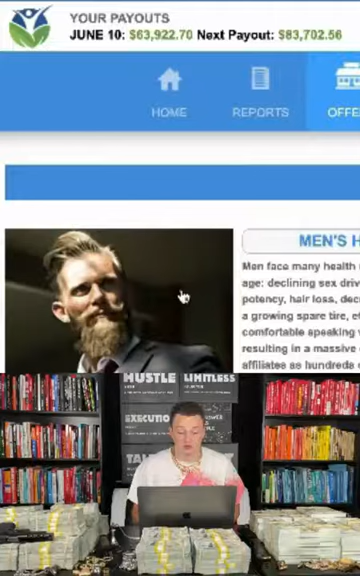 YOUR PAYOUTS
JUNE 10: $63,922.70 Next Payout: $83,702.56
HOME
REPORTS
OFFE
MEN'S H
Men face many health
age: declining sex driv
potency, hair loss, dec
a growing spare tire, e
comfortable speaking
resulting in a massive
affiliates as hundreds
HUSTLE
LIMITLESS
EXECUTIO
TAL